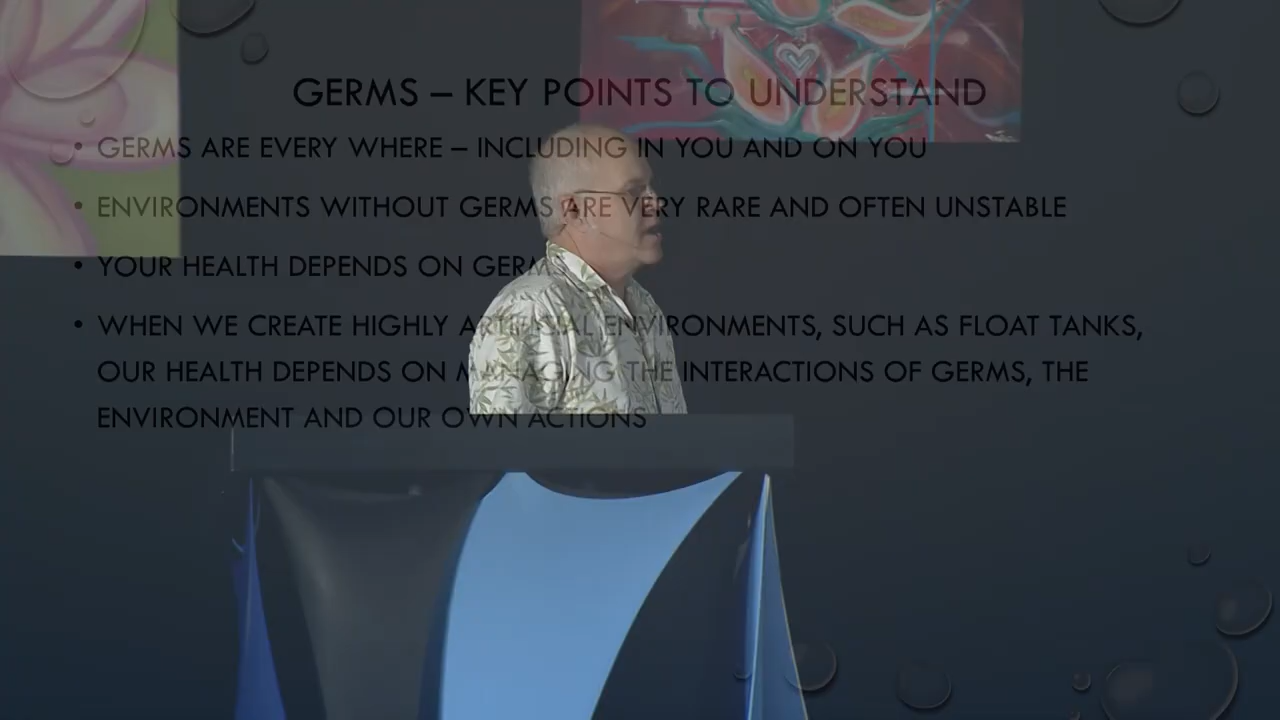 GERMS – KEY POINTS TO UNDERSTAND
• GERMS ARE EVERY WHERE – INCLUDING IN YOU AND ON YOU
• ENVIRONMENTS WITHOUT GERMS ARE VERY RARE AND OFTEN UNSTABLE
• YOUR HEALTH DEPENDS ON GERMS
• WHEN WE CREATE HIGHLY ARTIFICIAL ENVIRONMENTS, SUCH AS FLOAT TANKS,
OUR HEALTH DEPENDS ON MANAGING THE INTERACTIONS OF GERMS, THE
ENVIRONMENT AND OUR OWN ACTIONS